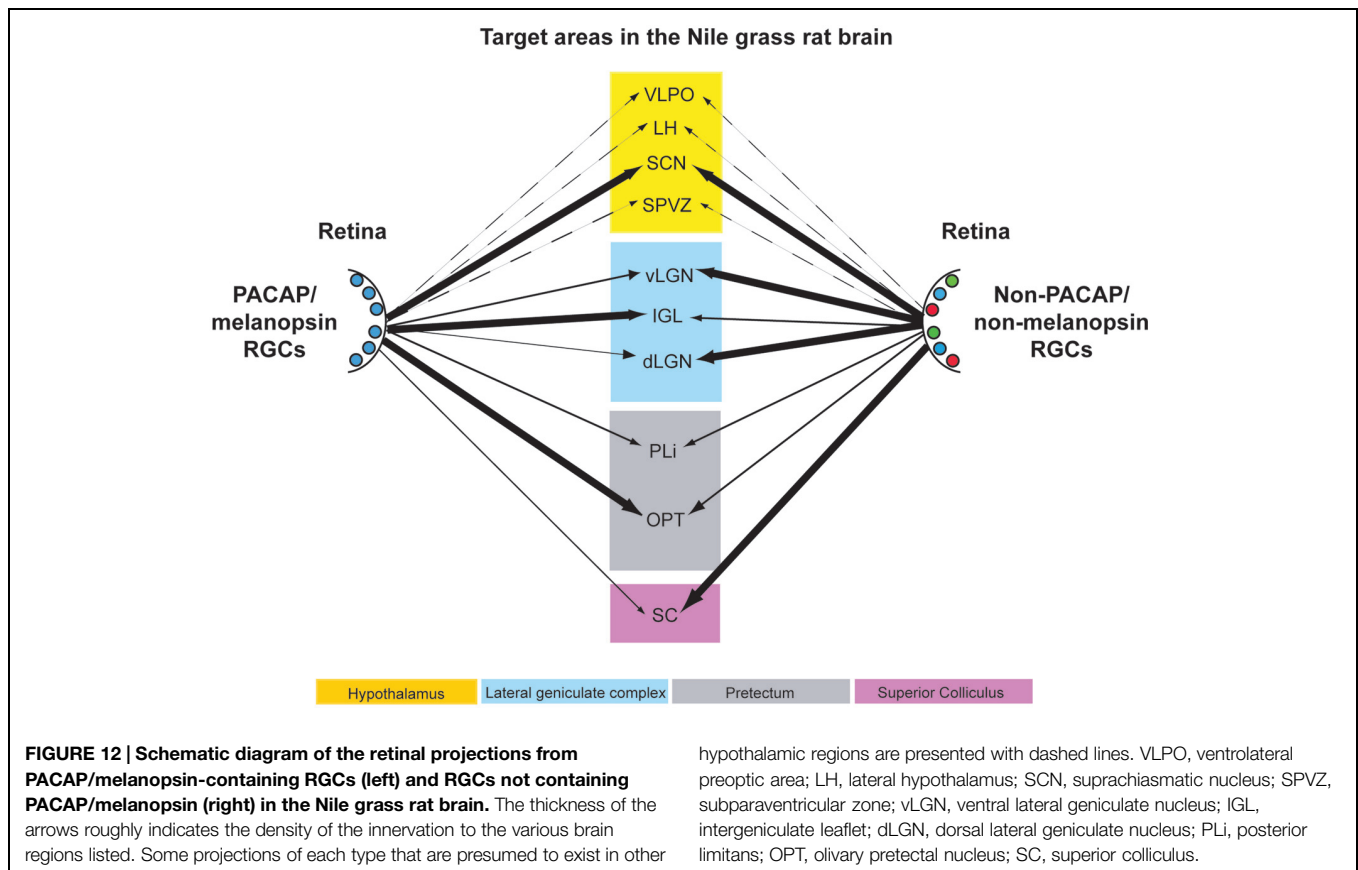 Target areas in the Nile grass rat brain
VLPO
LH
SCN
SPVZ
Retina
PACAP/
melanopsin
RGCs
vLGN
IGL
dLGN
Retina
Non-PACAP/
non-melanopsin
RGCs
PLi
OPT
SC
Hypothalamus
Lateral geniculate complex
Pretectum
Superior Colliculus
FIGURE 12 | Schematic diagram of the retinal projections from
PACAP/melanopsin-containing RGCs (left) and RGCs not containing
PACAP/melanopsin (right) in the Nile grass rat brain. The thickness of the
arrows roughly indicates the density of the innervation to the various brain
regions listed. Some projections of each type that are presumed to exist in other
hypothalamic regions are presented with dashed lines. VLPO, ventrolateral
preoptic area; LH, lateral hypothalamus; SCN, suprachiasmatic nucleus; SPVZ,
subparaventricular zone; vLGN, ventral lateral geniculate nucleus; IGL,
intergeniculate leaflet; dLGN, dorsal lateral geniculate nucleus; PLi, posterior
limitans; OPT, olivary pretectal nucleus; SC, superior colliculus.